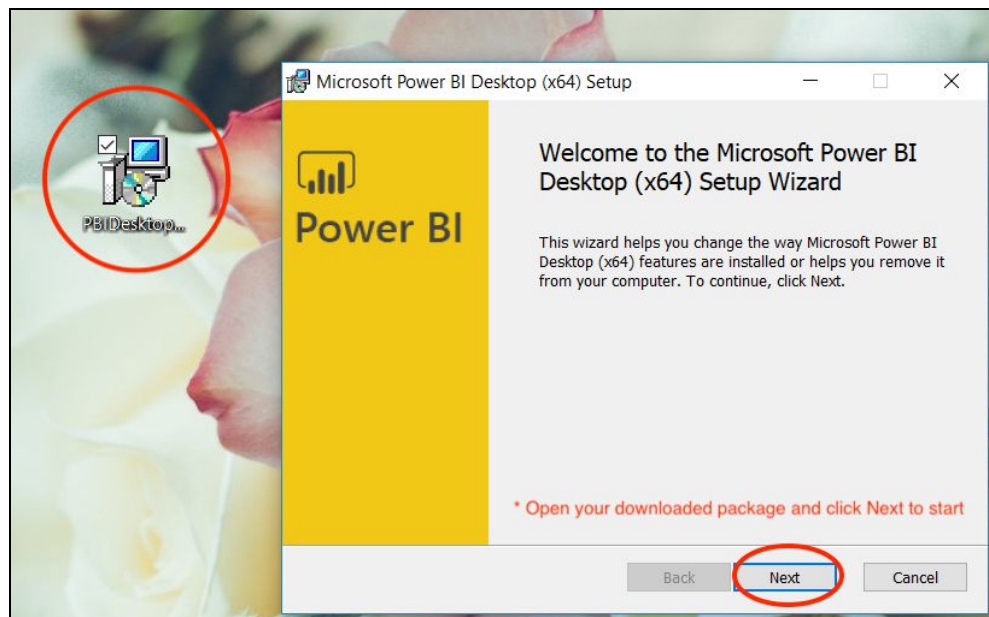 Microsoft Power BI Desktop (x64) Setup
PBIDesktop...
Power BI
Welcome to the Microsoft Power BI
Desktop (x64) Setup Wizard
This wizard helps you change the way Microsoft Power BI
Desktop (x64) features are installed or helps you remove it
from your computer. To continue, click Next.
* Open your downloaded package and click Next to start
Back Next Cancel